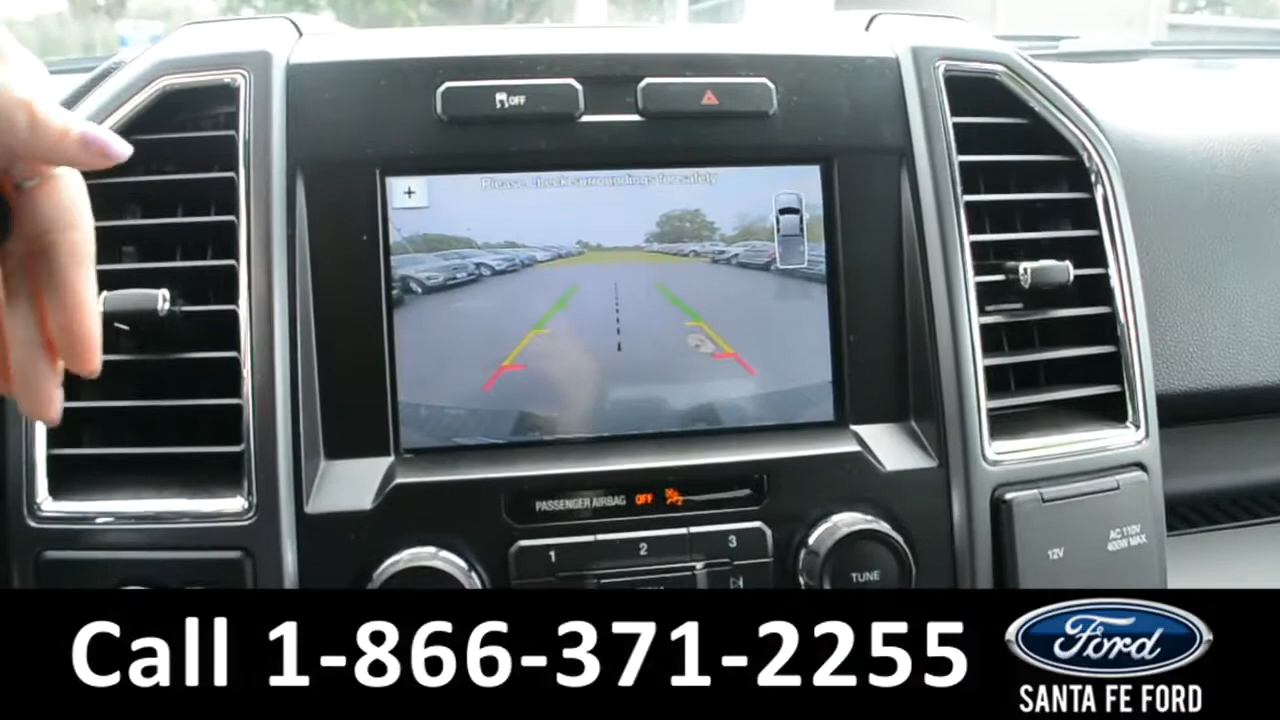 OFF
Please check surroundings for safety
+
PASSENGER AIRBAG OFF
1 2 3
TUNE
12V
AC 110V
400W MAX
Call 1-866-371-2255
Ford
SANTA FE FORD